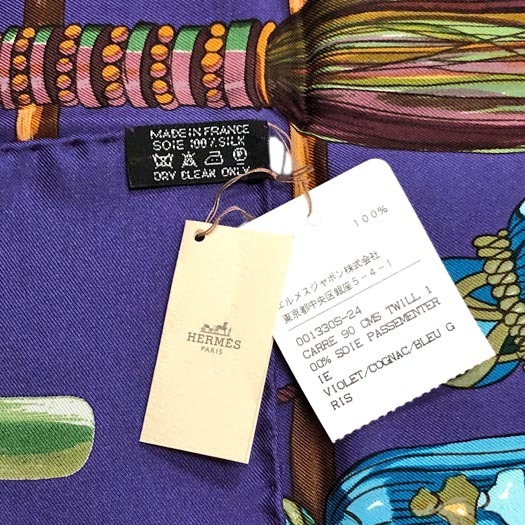 MADE IN FRANCE
SOIE 100% SILK
DRY CLEAN ONLY
HERMÈS
PARIS
100%
エルメスジャポン株式会社
東京都中央区銀座5-4-1
001330S-24
CARRE 90 CMS TWILL 1
00% SOIE PASSEMENTER
IE
VIOLET/COGNAC/BLEU G
RIS